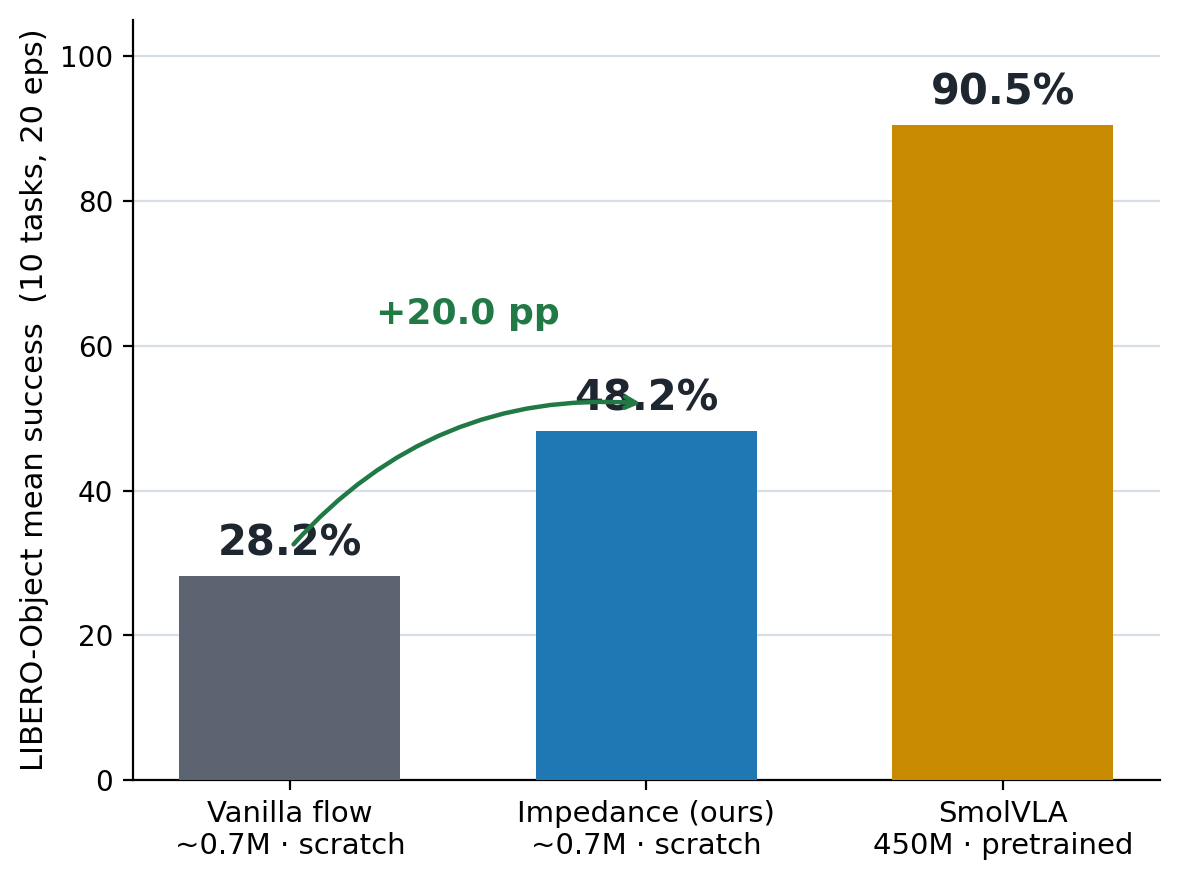 LIBERO-Object mean success (10 tasks, 20 eps)
100
80
60
40
20
0
90.5%
+20.0 pp
48.2%
28.2%
Vanilla flow
~0.7M · scratch
Impedance (ours)
~0.7M · scratch
SmolVLA
450M · pretrained